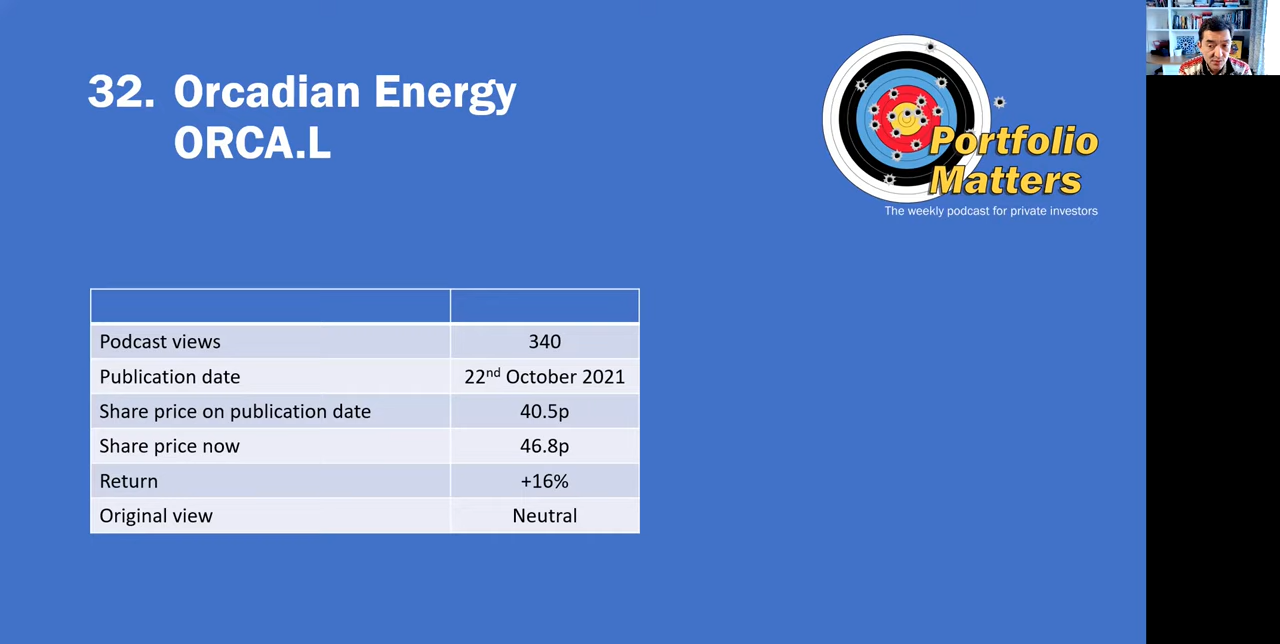 32. Orcadian Energy
ORCA.L
Portfolio
Matters
The weekly podcast for private investors
Podcast views 340
Publication date 22nd October 2021
Share price on publication date 40.5p
Share price now 46.8p
Return +16%
Original view Neutral